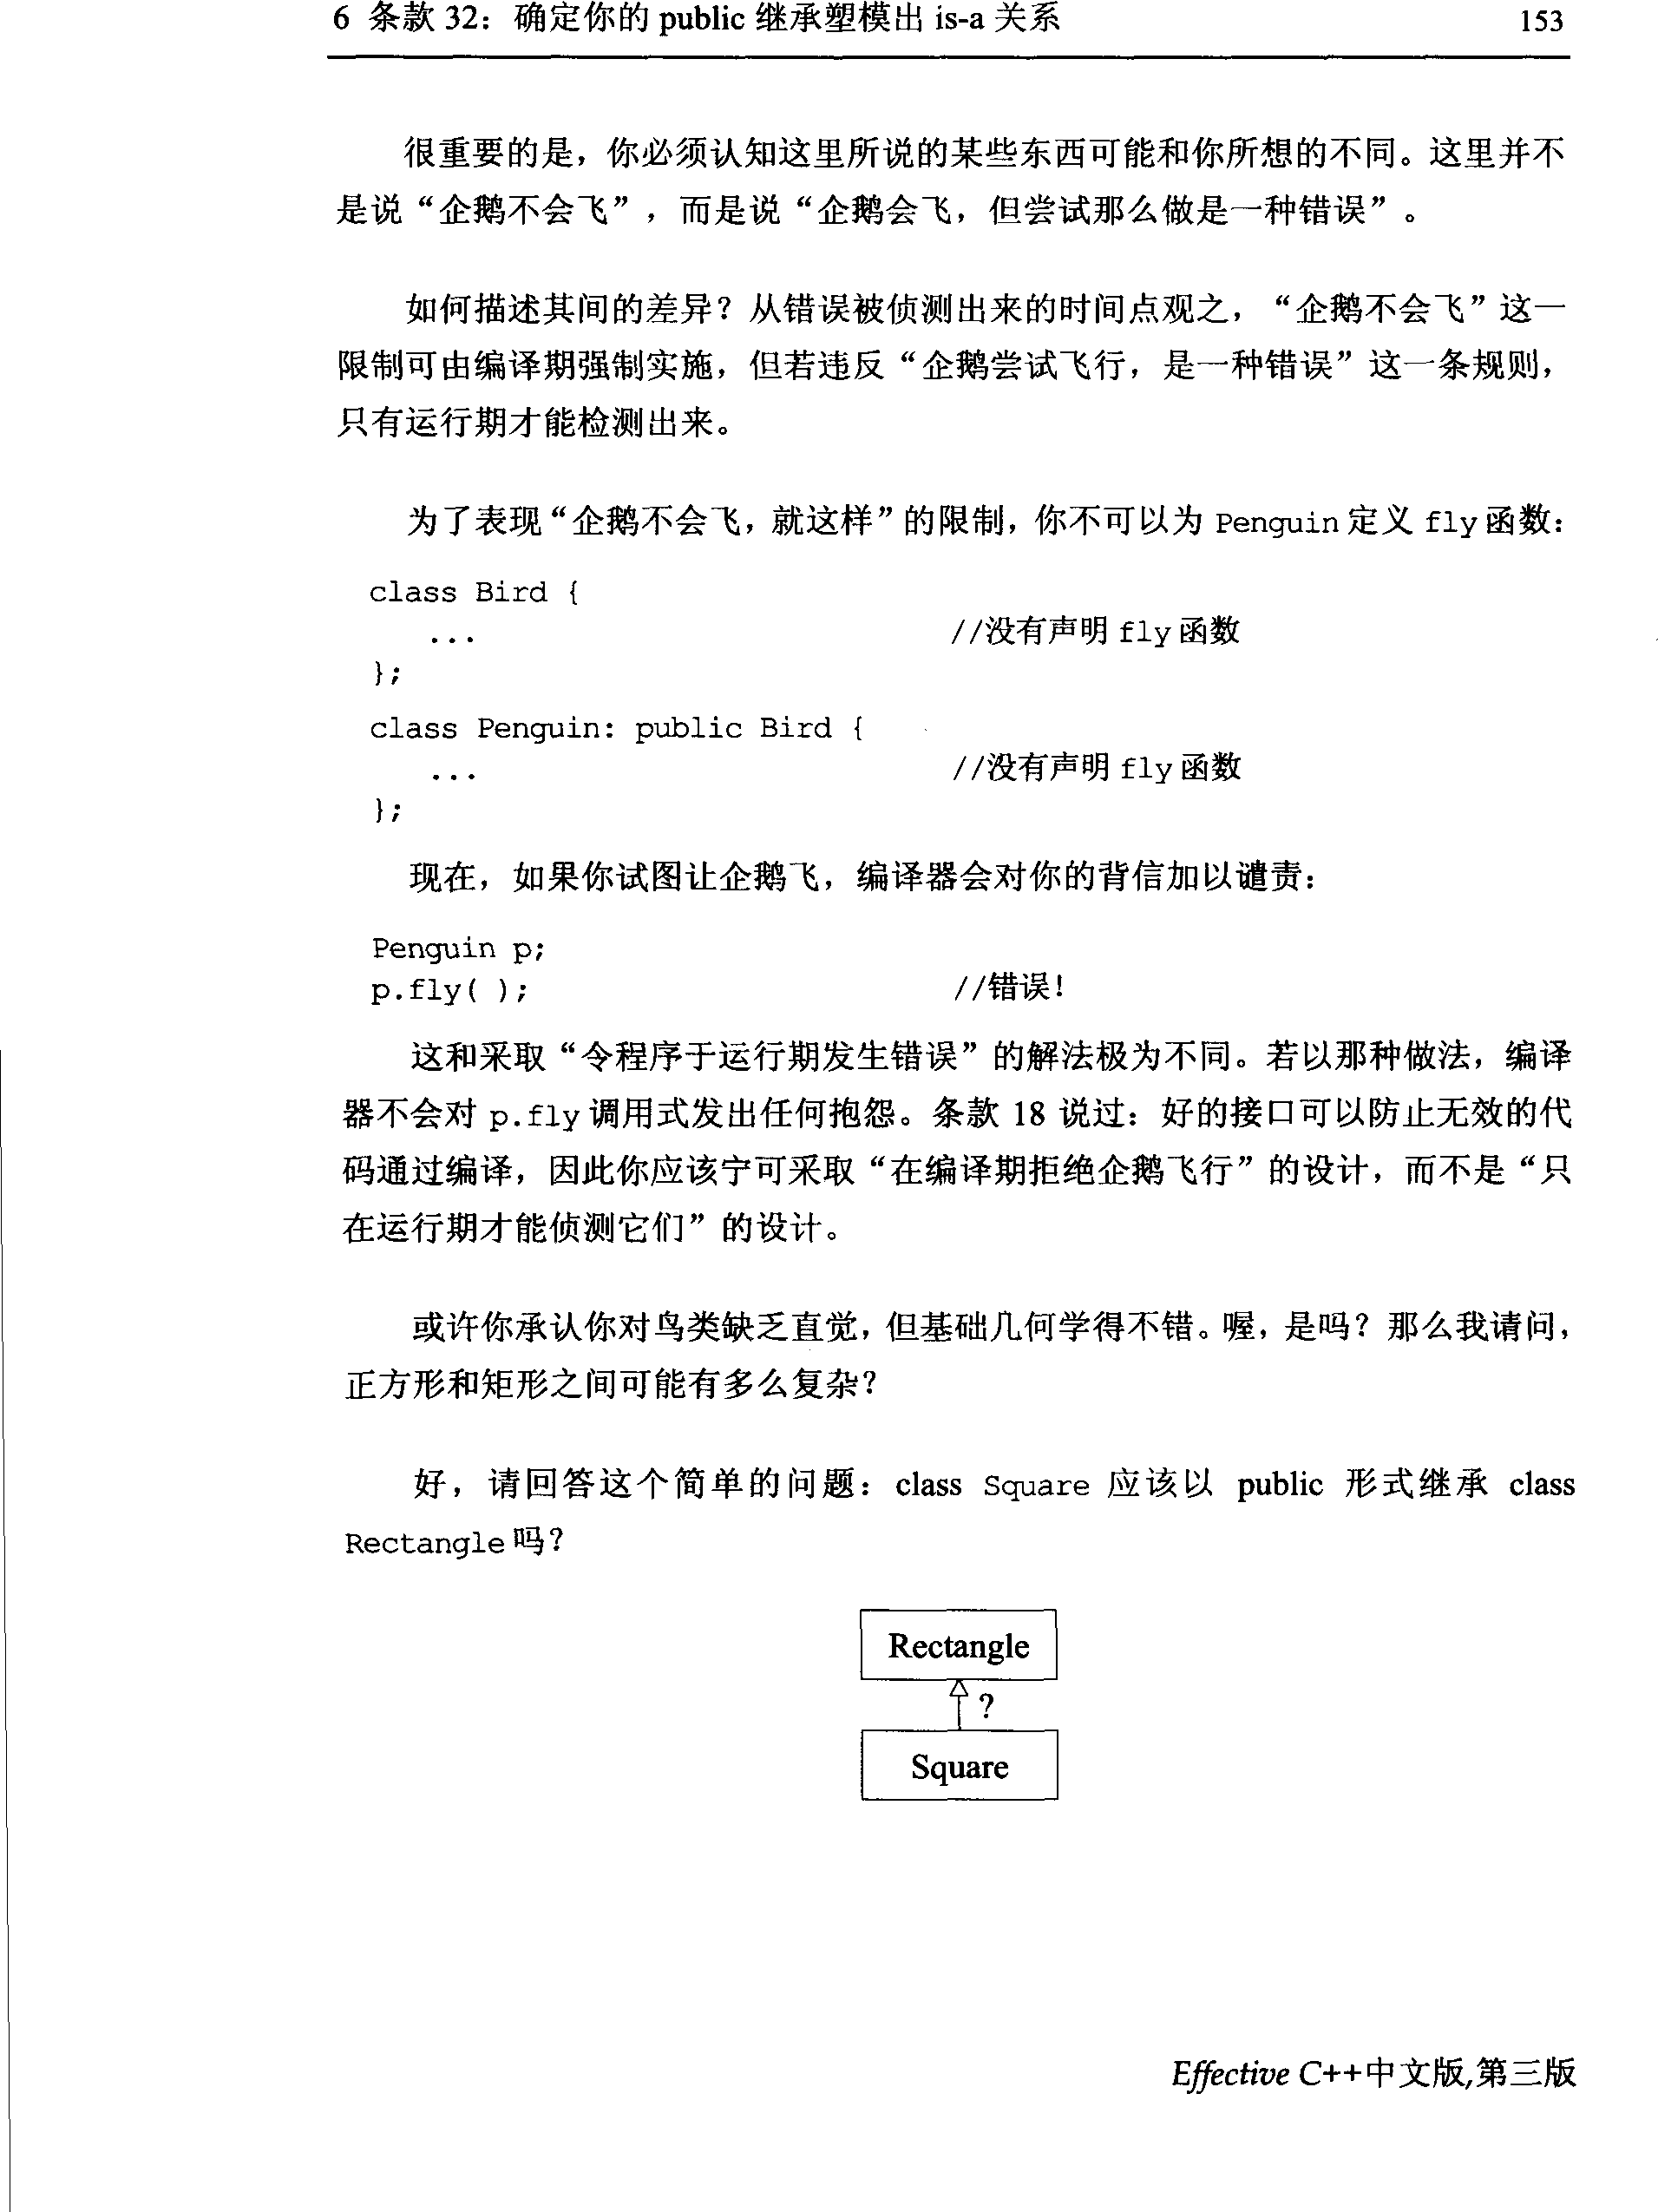 6 条款 32：确定你的 public 继承塑模出 is-a 关系 153
很重要的是，你必须认知这里所说的某些东西可能和你所想的不同。这里并不
是说“企鹅不会飞”，而是说“企鹅会飞，但尝试那么做是一种错误”。
如何描述其间的差异？从错误被侦测出来的时间点观之，“企鹅不会飞”这一
限制可由编译期强制实施，但若违反“企鹅尝试飞行，是一种错误”这一条规则，
只有运行期才能检测出来。
为了表现“企鹅不会飞，就这样”的限制，你不可以为 Penguin 定义 fly 函数：
class Bird {
... //没有声明 fly 函数
};
class Penguin: public Bird {
... //没有声明 fly 函数
};
现在，如果你试图让企鹅飞，编译器会对你的背信加以谴责：
Penguin p;
p.fly( ); //错误!
这和采取“令程序于运行期发生错误”的解法极为不同。若以那种做法，编译
器不会对 p.fly 调用式发出任何抱怨。条款 18 说过：好的接口可以防止无效的代
码通过编译，因此你应该宁可采取“在编译期拒绝企鹅飞行”的设计，而不是“只
在运行期才能侦测它们”的设计。
或许你承认你对鸟类缺乏直觉，但基础几何学得不错。喔，是吗？那么我请问，
正方形和矩形之间可能有多么复杂？
好，请回答这个简单的问题：class Square 应该以 public 形式继承 class
Rectangle 吗？
Rectangle
?
Square
Effective C++中文版,第三版